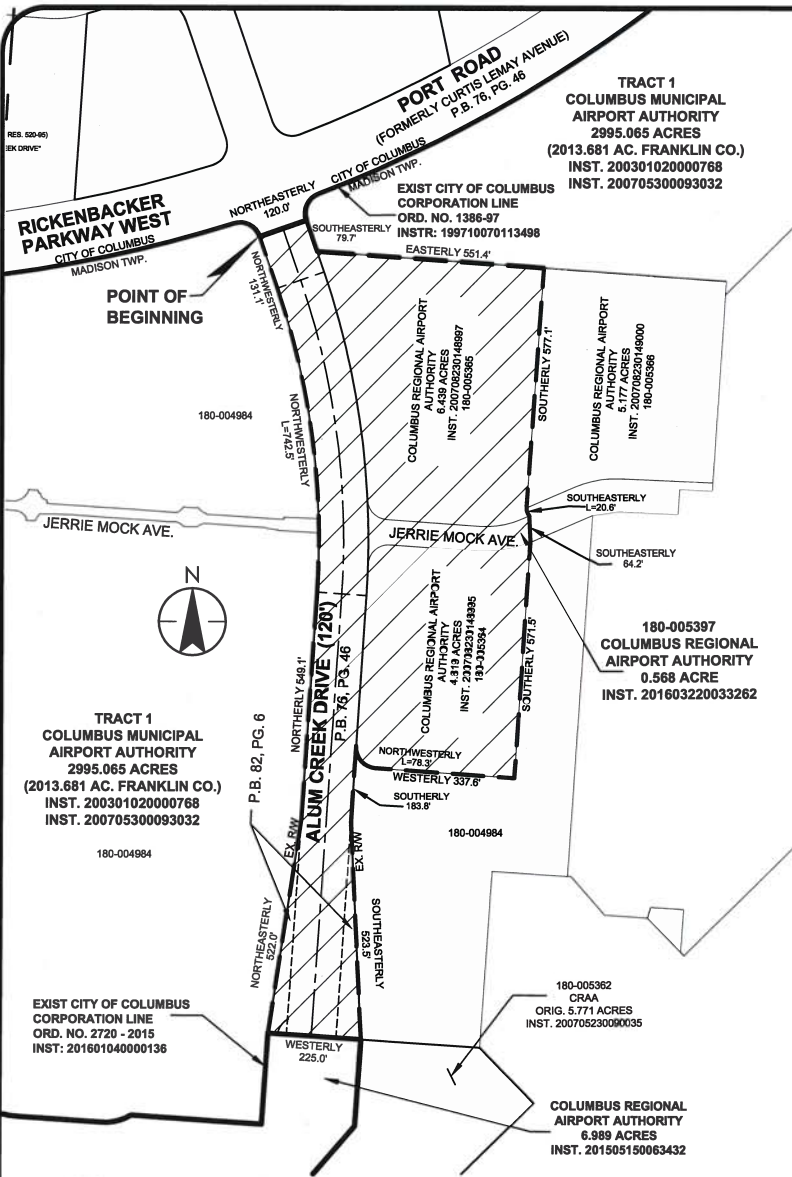 RES. 520-95)
EEK DRIVE"
PORT ROAD
(FORMERLY CURTIS LEMAY AVENUE)
P.B. 76, PG. 46
TRACT 1
COLUMBUS MUNICIPAL
AIRPORT AUTHORITY
2995.065 ACRES
(2013.681 AC. FRANKLIN CO.)
INST. 200301020000768
INST. 200705300093032
CITY OF COLUMBUS
MADISON TWP.
NORTHEASTERLY
120.0'
EXIST CITY OF COLUMBUS
CORPORATION LINE
ORD. NO. 1386-97
INSTR: 199710070113498
RICKENBACKER
PARKWAY WEST
CITY OF COLUMBUS
MADISON TWP.
SOUTHEASTERLY
79.7'
EASTERLY 551.4'
NORTHWESTERLY
131.1'
POINT OF
BEGINNING
COLUMBUS REGIONAL AIRPORT
AUTHORITY
6.439 ACRES
INST. 200708230148997
180-005365
SOUTHERLY 577.1'
COLUMBUS REGIONAL AIRPORT
AUTHORITY
5.177 ACRES
INST. 200708230149000
180-005366
180-004984
NORTHWESTERLY
L=742.5'
SOUTHEASTERLY
L=20.6'
JERRIE MOCK AVE.
JERRIE MOCK AVE.
SOUTHEASTERLY
64.2'
N
COLUMBUS REGIONAL AIRPORT
AUTHORITY
4.819 ACRES
SOUTHERLY 571.5'
180-005397
COLUMBUS REGIONAL
AIRPORT AUTHORITY
0.568 ACRE
INST. 201603220033262
ALUM CREEK DRIVE (120')
P.B. 76, PG. 46
NORTHERLY 549.1'
TRACT 1
COLUMBUS MUNICIPAL
AIRPORT AUTHORITY
2995.065 ACRES
(2013.681 AC. FRANKLIN CO.)
INST. 200301020000768
INST. 200705300093032
180-004984
P.B. 82, PG. 6
NORTHWESTERLY
L=78.3'
WESTERLY 337.6'
SOUTHERLY
183.8'
180-004984
EX. R/W
EX. R/W
NORTHEASTERLY
522.0'
SOUTHEASTERLY
523.5'
EXIST CITY OF COLUMBUS
CORPORATION LINE
ORD. NO. 2720 - 2015
INST: 201601040000136
WESTERLY
225.0'
180-005362
CRAA
ORIG. 5.771 ACRES
INST. 200705230090035
COLUMBUS REGIONAL
AIRPORT AUTHORITY
6.989 ACRES
INST. 201505150063432